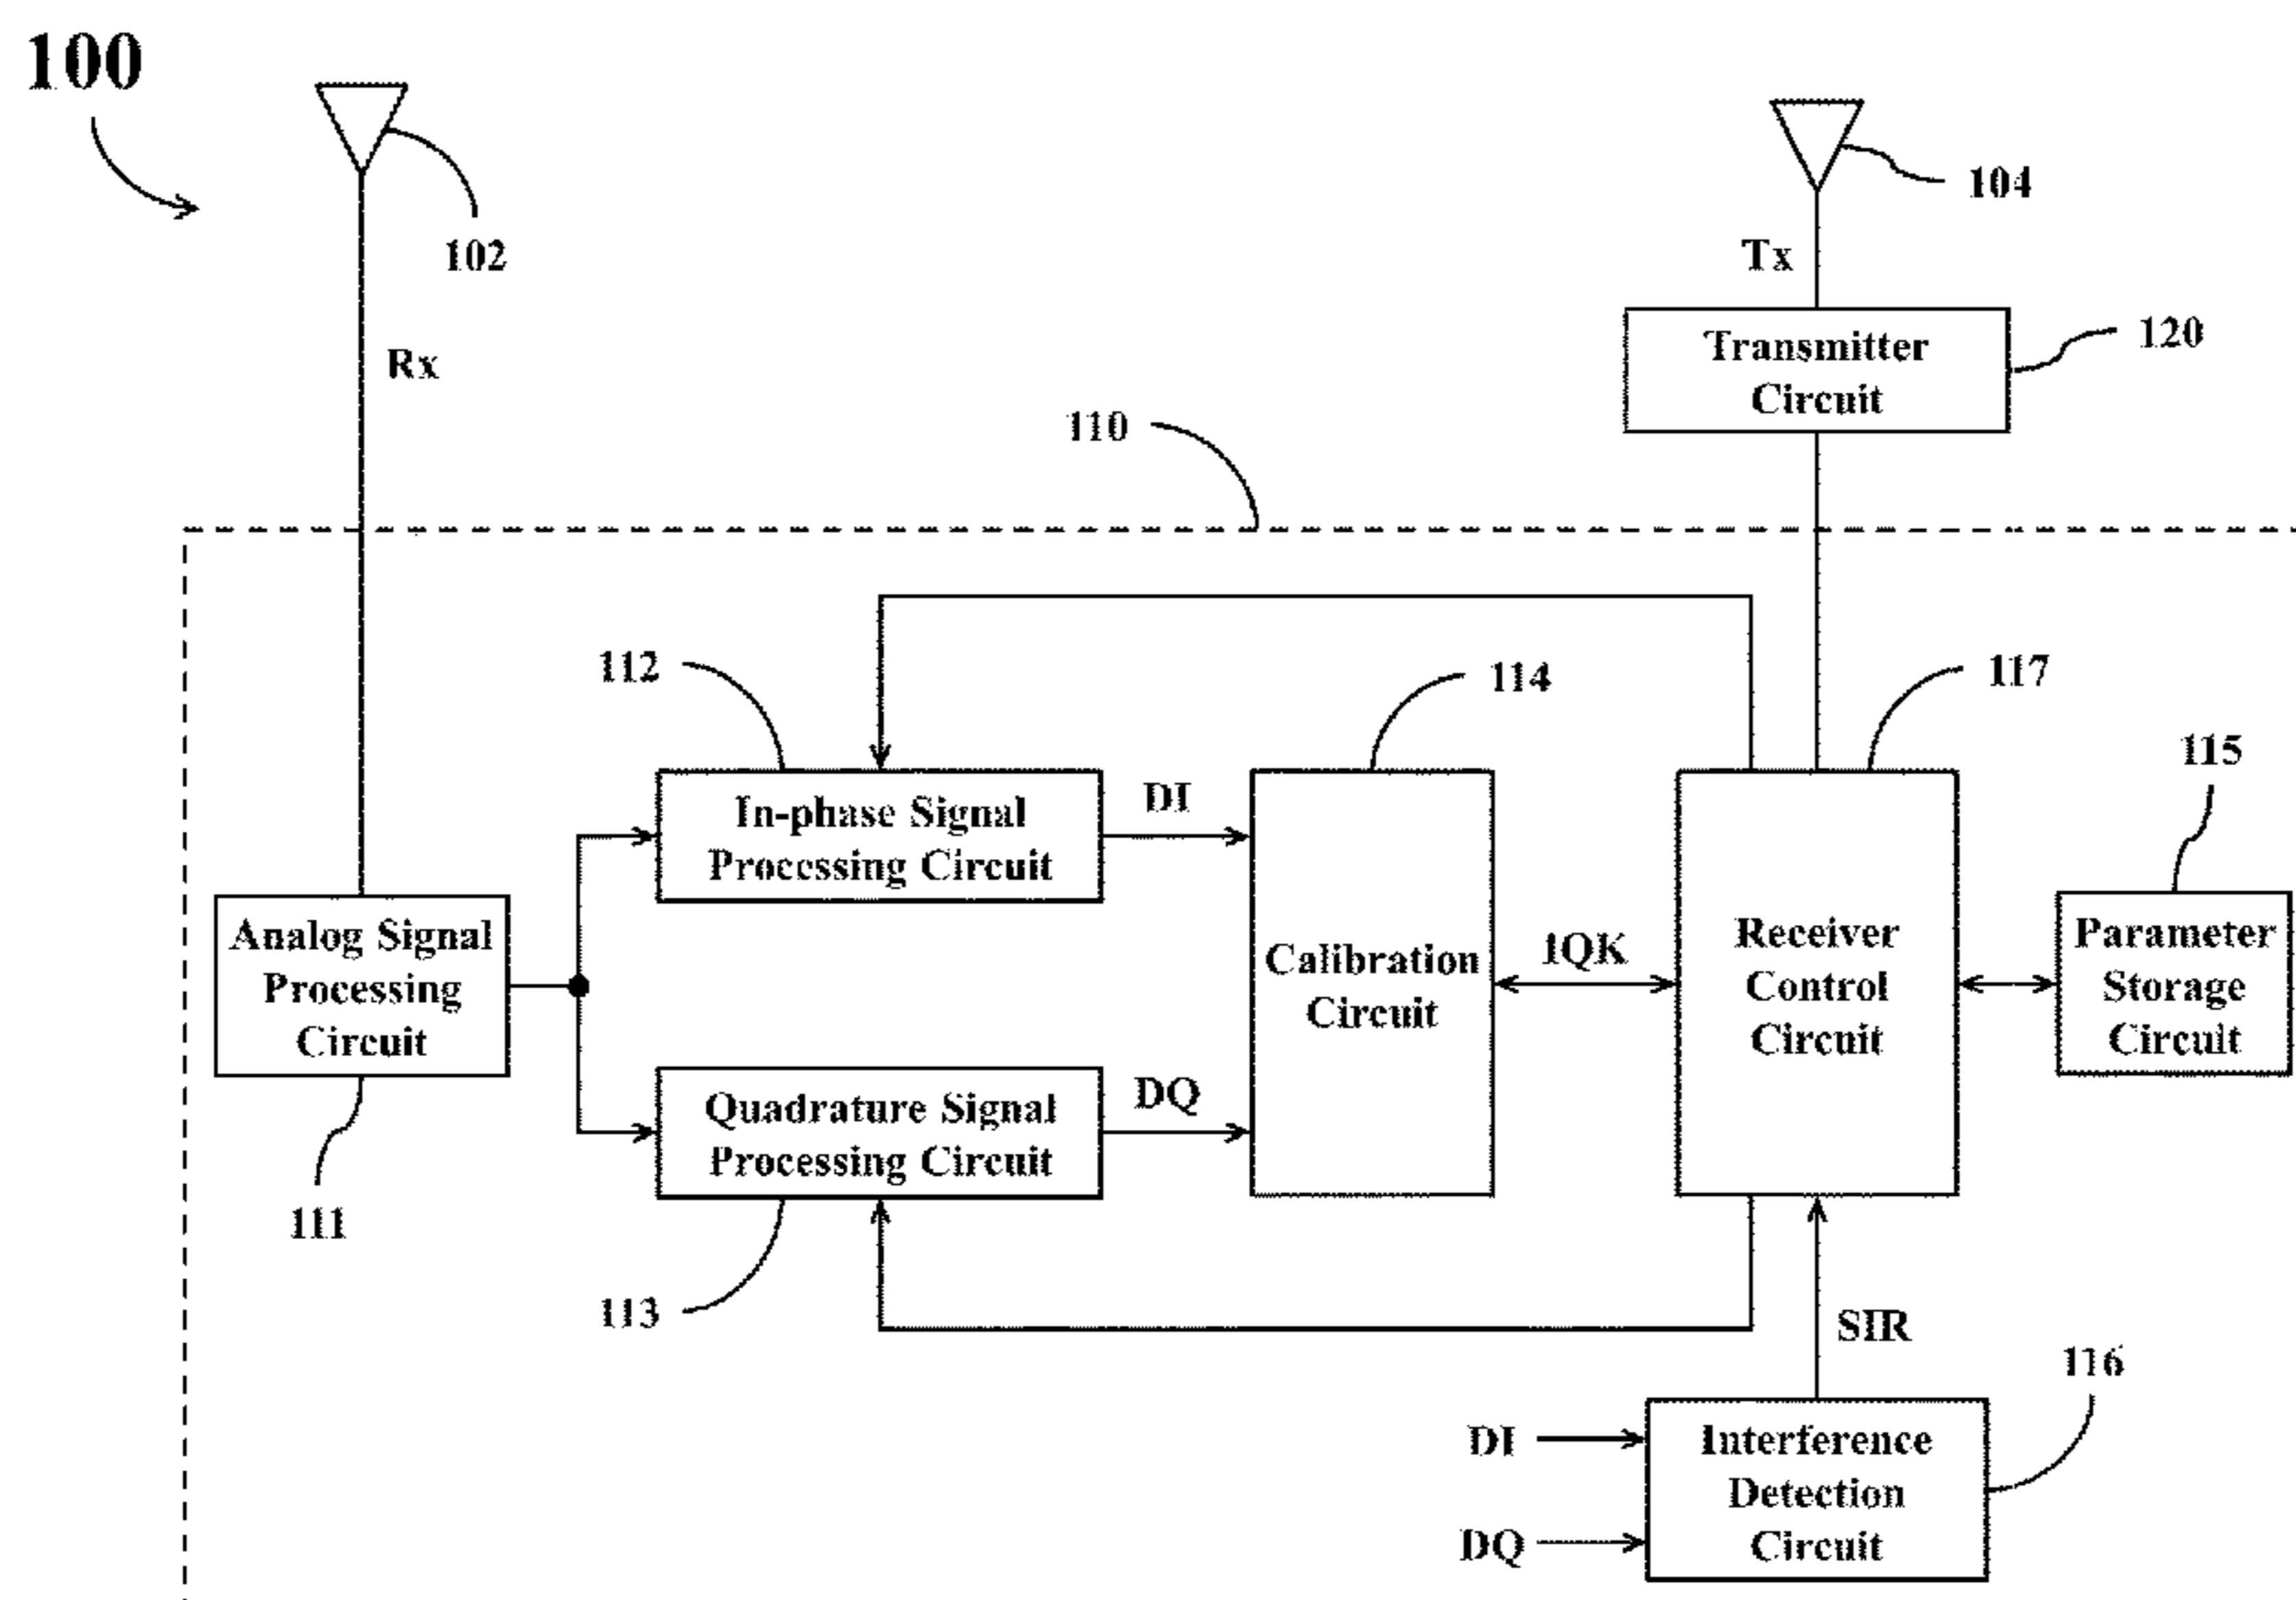 100
102
104
Tx
Rx
Transmitter
Circuit
120
110
112
114
117
115
In-phase Signal
Processing Circuit
DI
Analog Signal
Processing
Circuit
Calibration
Circuit
IQK
Receiver
Control
Circuit
Parameter
Storage
Circuit
Quadrature Signal
Processing Circuit
DQ
111
113
SIR
116
DI
DQ
Interference
Detection
Circuit